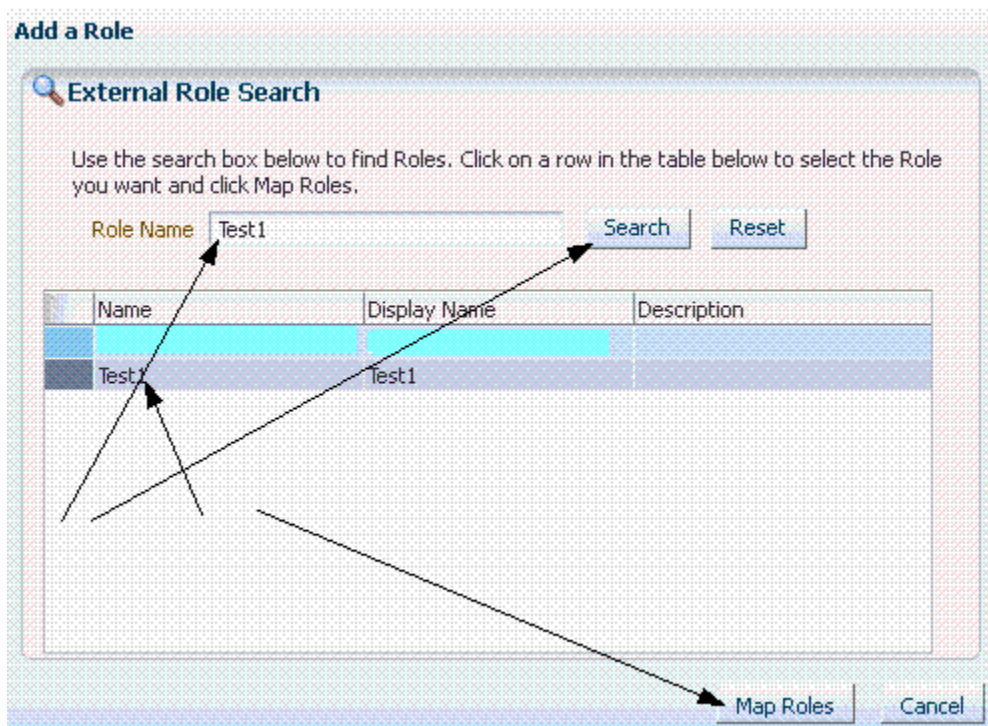 Add a Role
External Role Search
Use the search box below to find Roles. Click on a row in the table below to select the Role
you want and click Map Roles.
Role Name Test1 Search Reset
Name Display Name Description
Test1 Test1
Map Roles Cancel